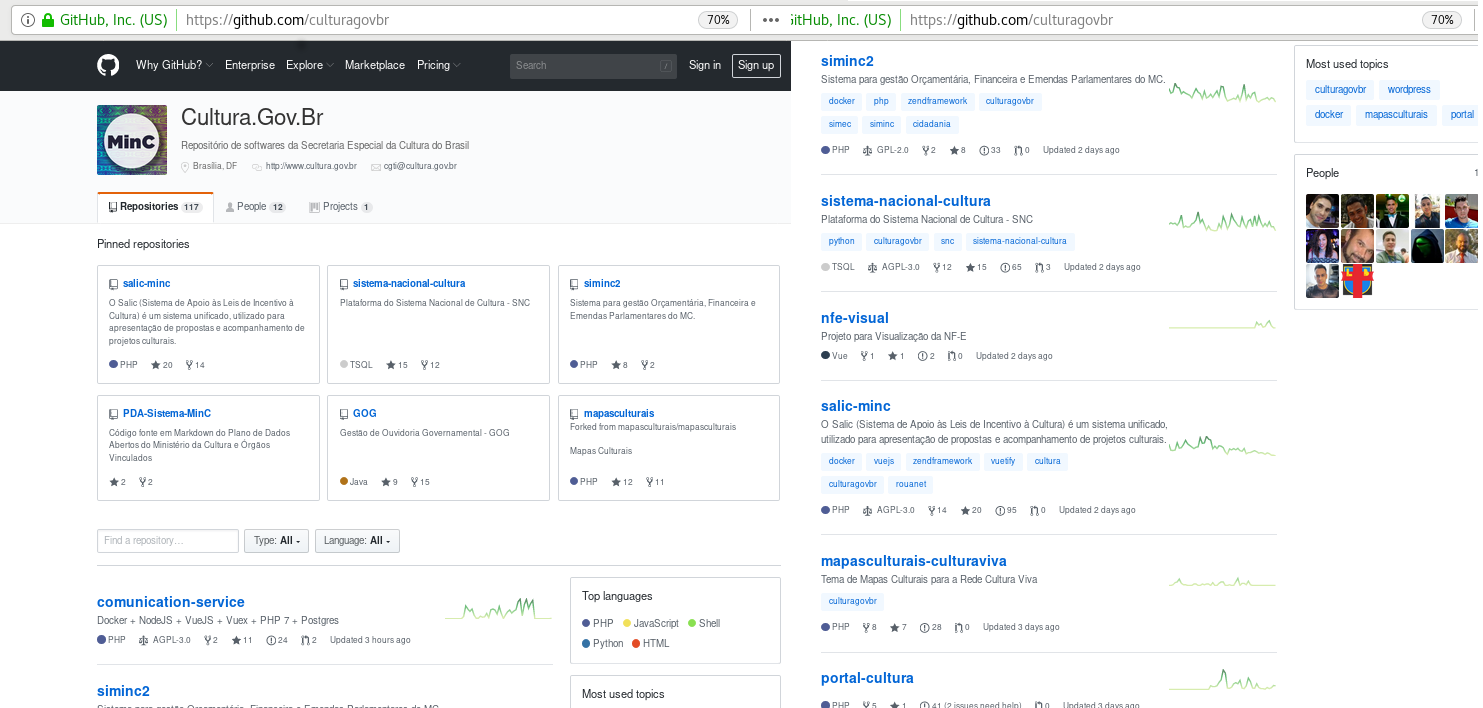 GitHub, Inc. (US) https://github.com/culturagovbr 70%
GitHub, Inc. (US) https://github.com/culturagovbr 70%
Why GitHub? Enterprise Explore Marketplace Pricing Search / Sign in Sign up
MinC
Cultura.Gov.Br
Repositório de softwares da Secretaria Especial da Cultura do Brasil
Brasília, DF http://www.cultura.gov.br cgti@cultura.gov.br
Repositories 117 People 12 Projects 1
Pinned repositories
salic-minc
O Salic (Sistema de Apoio às Leis de Incentivo à
Cultura) é um sistema unificado, utilizado para
apresentação de propostas e acompanhamento de
projetos culturais.
PHP 20 14
sistema-nacional-cultura
Plataforma do Sistema Nacional de Cultura - SNC
TSQL 15 12
siminc2
Sistema para gestão Orçamentária, Financeira e
Emendas Parlamentares do MC.
PHP 8 2
PDA-Sistema-MinC
Código fonte em Markdown do Plano de Dados
Abertos do Ministério da Cultura e Órgãos
Vinculados
2 2
GOG
Gestão de Ouvidoria Governamental - GOG
Java 9 15
mapasculturais
Forked from mapasculturais/mapasculturais
Mapas Culturais
PHP 12 11
Find a repository… Type: All Language: All
comunication-service
Docker + NodeJS + VueJS + Vuex + PHP 7 + Postgres
PHP AGPL-3.0 2 11 24 2 Updated 3 hours ago
siminc2
Sistema para gestão Orçamentária, Financeira e Emendas Parlamentares do MC.
Top languages
PHP JavaScript Shell
Python HTML
Most used topics
siminc2
Sistema para gestão Orçamentária, Financeira e Emendas Parlamentares do MC.
docker php zendframework culturagovbr
simec siminc cidadania
PHP GPL-2.0 2 8 33 0 Updated 2 days ago
sistema-nacional-cultura
Plataforma do Sistema Nacional de Cultura - SNC
python culturagovbr snc sistema-nacional-cultura
TSQL AGPL-3.0 12 15 65 3 Updated 2 days ago
nfe-visual
Projeto para Visualização da NF-E
Vue 1 1 2 0 Updated 2 days ago
salic-minc
O Salic (Sistema de Apoio às Leis de Incentivo à Cultura) é um sistema unificado,
utilizado para apresentação de propostas e acompanhamento de projetos culturais.
docker vuejs zendframework vuetify cultura
culturagovbr rouanet
PHP AGPL-3.0 14 20 95 0 Updated 2 days ago
mapasculturais-culturaviva
Tema de Mapas Culturais para a Rede Cultura Viva
culturagovbr
PHP 8 7 28 0 Updated 3 days ago
portal-cultura
PHP 5 1 41 (2 issues need help) 0 Updated 3 days ago
Most used topics
culturagovbr wordpress
docker mapasculturais portal
People 1